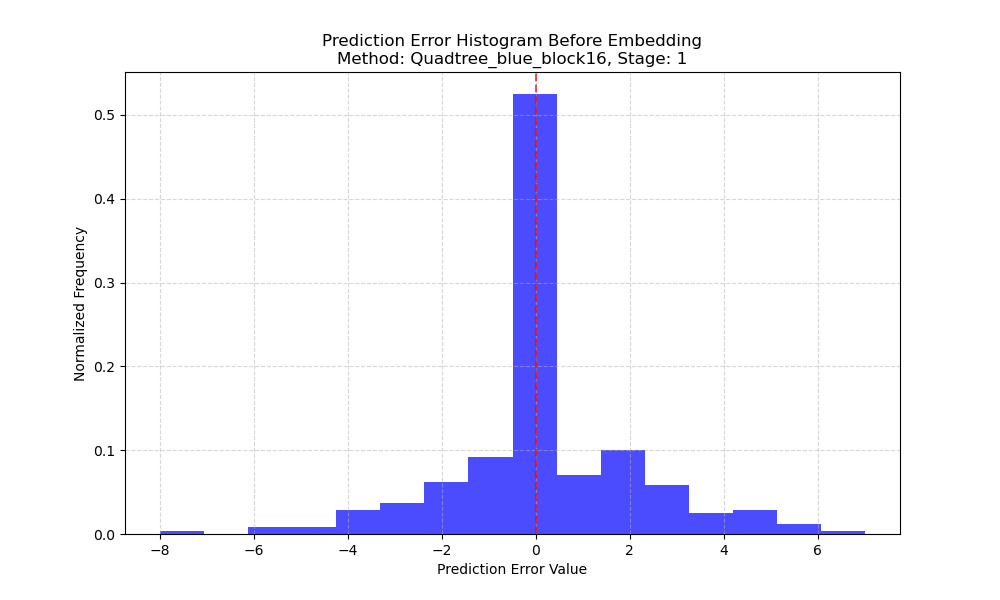 Prediction Error Histogram Before Embedding
Method: Quadtree_blue_block16, Stage: 1
Normalized Frequency
0.5
0.4
0.3
0.2
0.1
0.0
−8 −6 −4 −2 0 2 4 6
Prediction Error Value